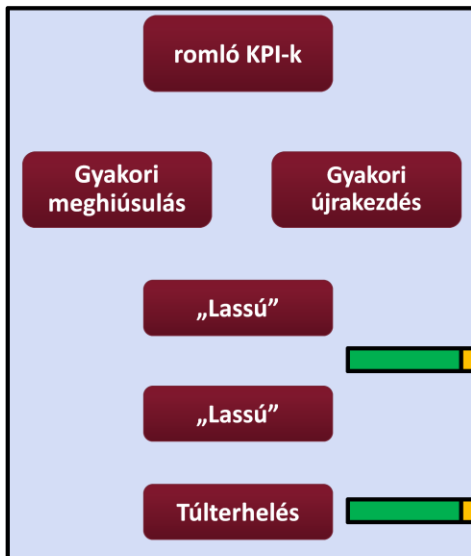 romló KPI-k
Gyakori
meghiúsulás
Gyakori
újrakezdés
„Lassú”
„Lassú”
Túlterhelés